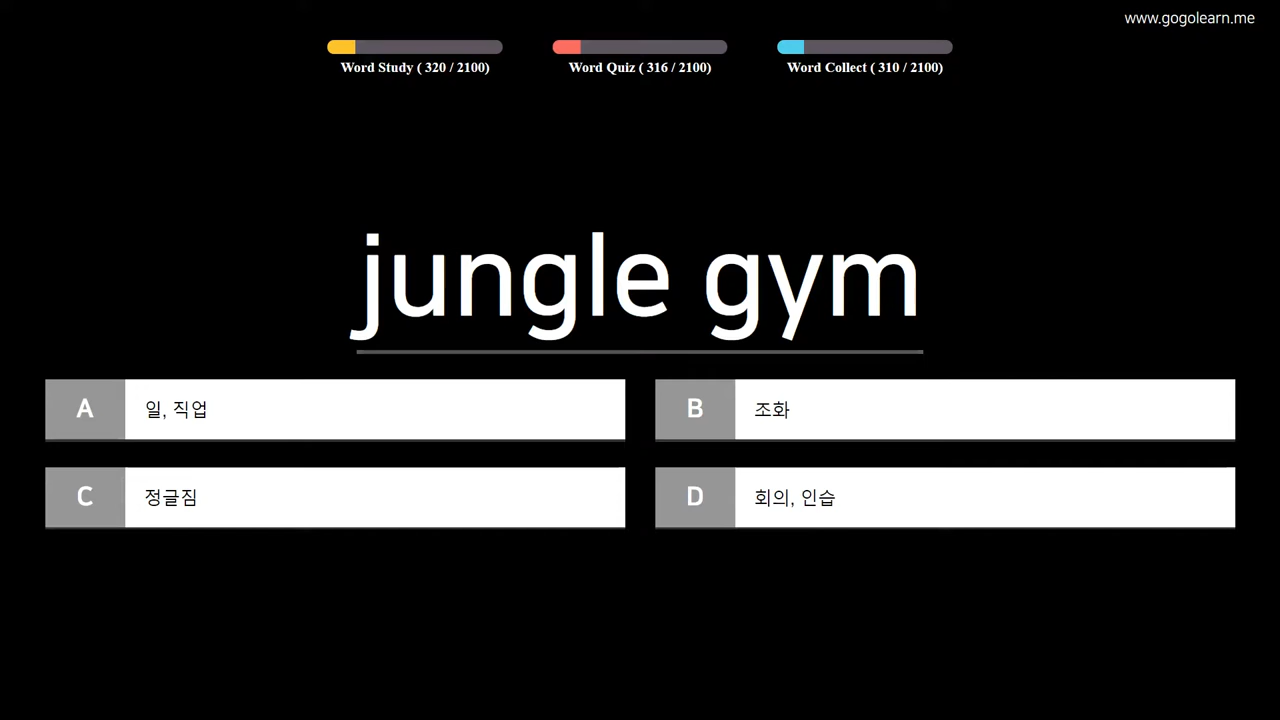 www.gogolearn.me
Word Study ( 320 / 2100)
Word Quiz ( 316 / 2100)
Word Collect ( 310 / 2100)
jungle gym
A 일, 직업
B 조화
C 정글짐
D 회의, 인습